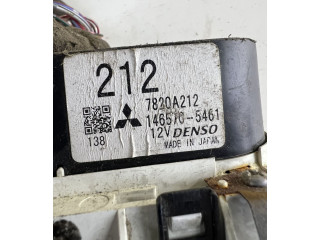 212
7820A212
146570-5461
12V DENSO
138
MADE IN JAPAN